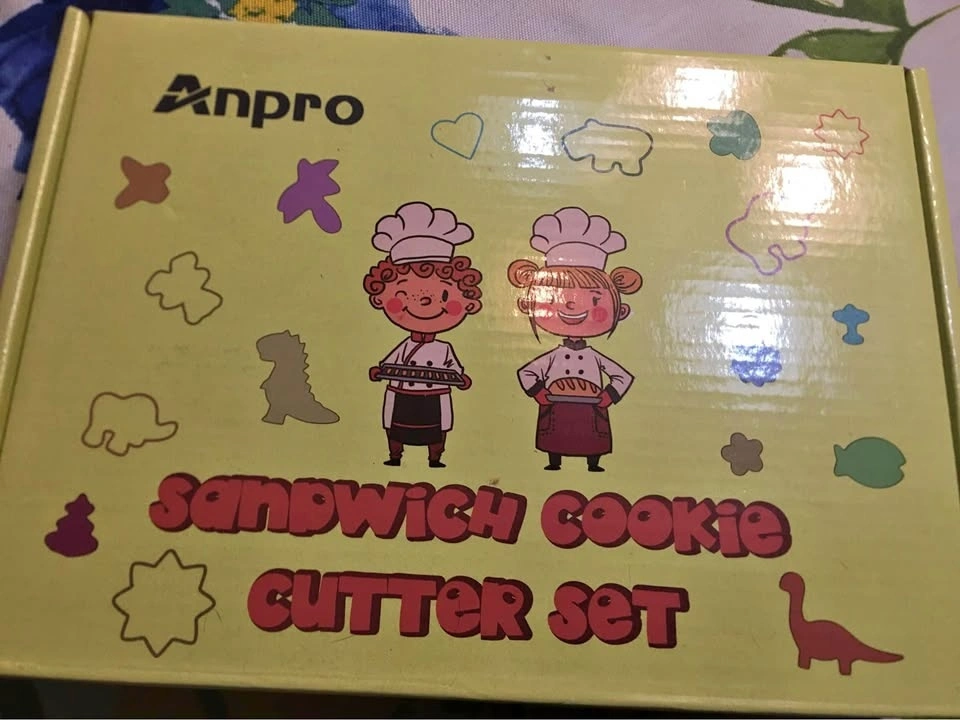 Anpro
SANDWICH COOKIE
CUTTER SET